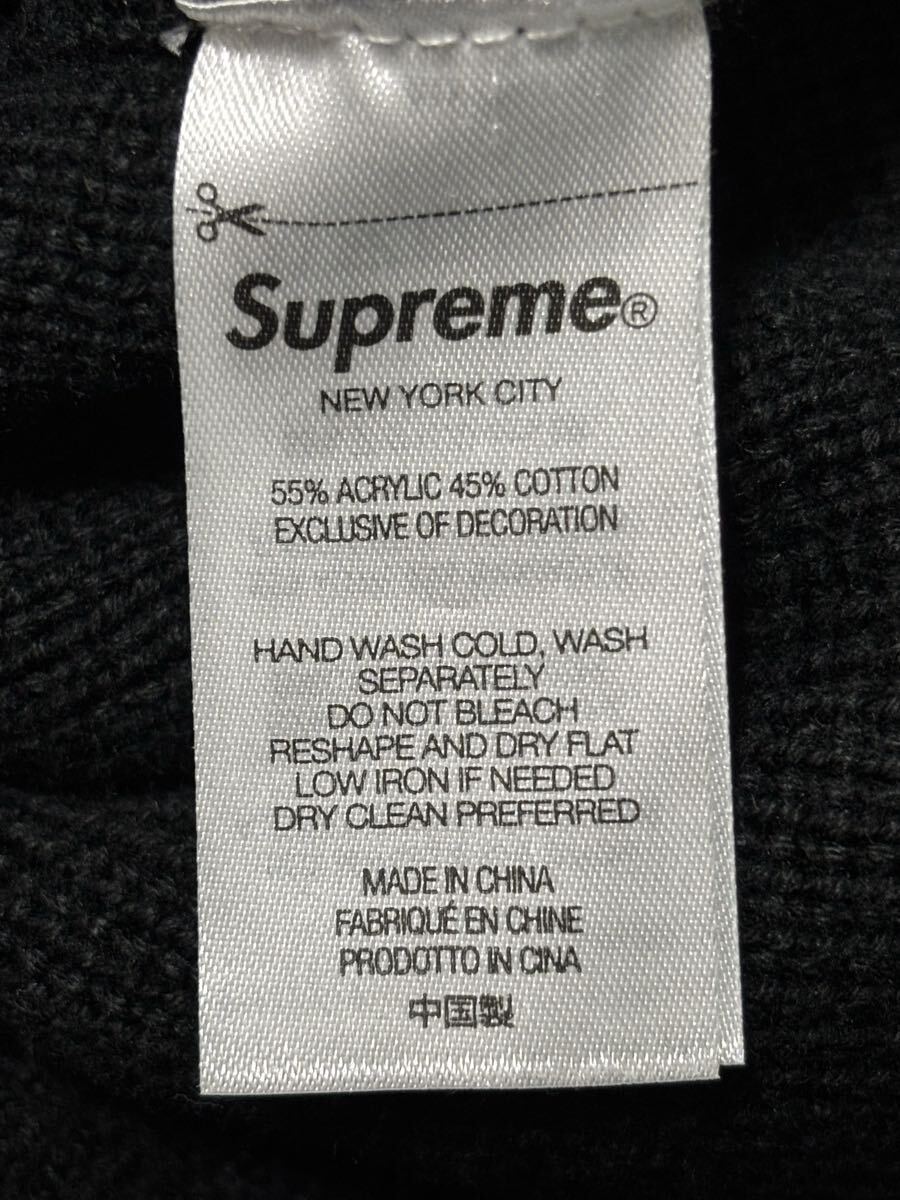 Supreme®
NEW YORK CITY
55% ACRYLIC 45% COTTON
EXCLUSIVE OF DECORATION
HAND WASH COLD, WASH
SEPARATELY
DO NOT BLEACH
RESHAPE AND DRY FLAT
LOW IRON IF NEEDED
DRY CLEAN PREFERRED
MADE IN CHINA
FABRIQUÉ EN CHINE
PRODOTTO IN CINA
中国製